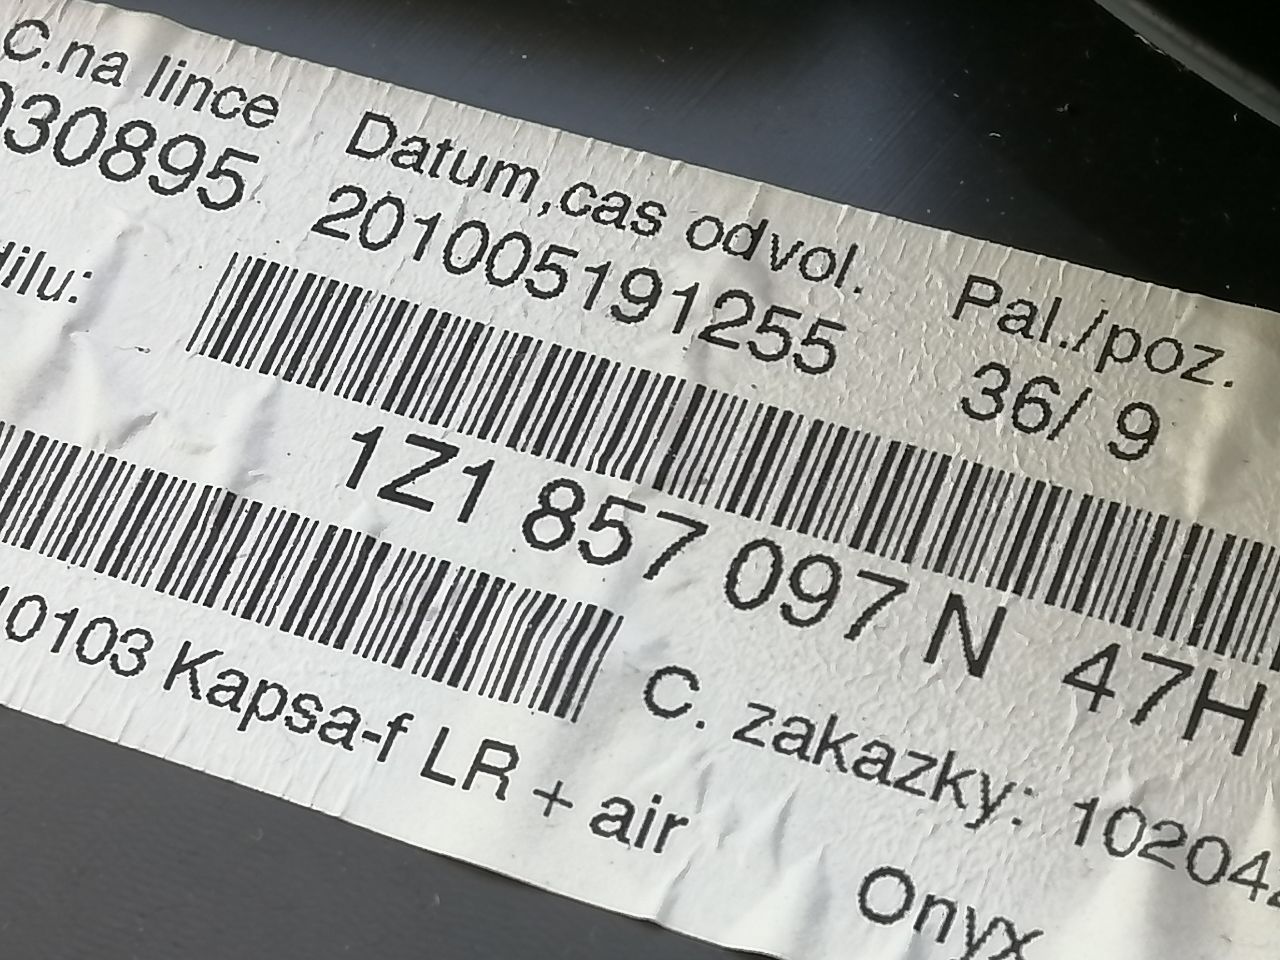 C.na lince Datum,cas odvol. Pal./poz.
030895 201005191255 36/ 9
dilu:
1Z1 857 097 N 47H
C. zakazky: 102042
10103 Kapsa-f LR + air
Onyx